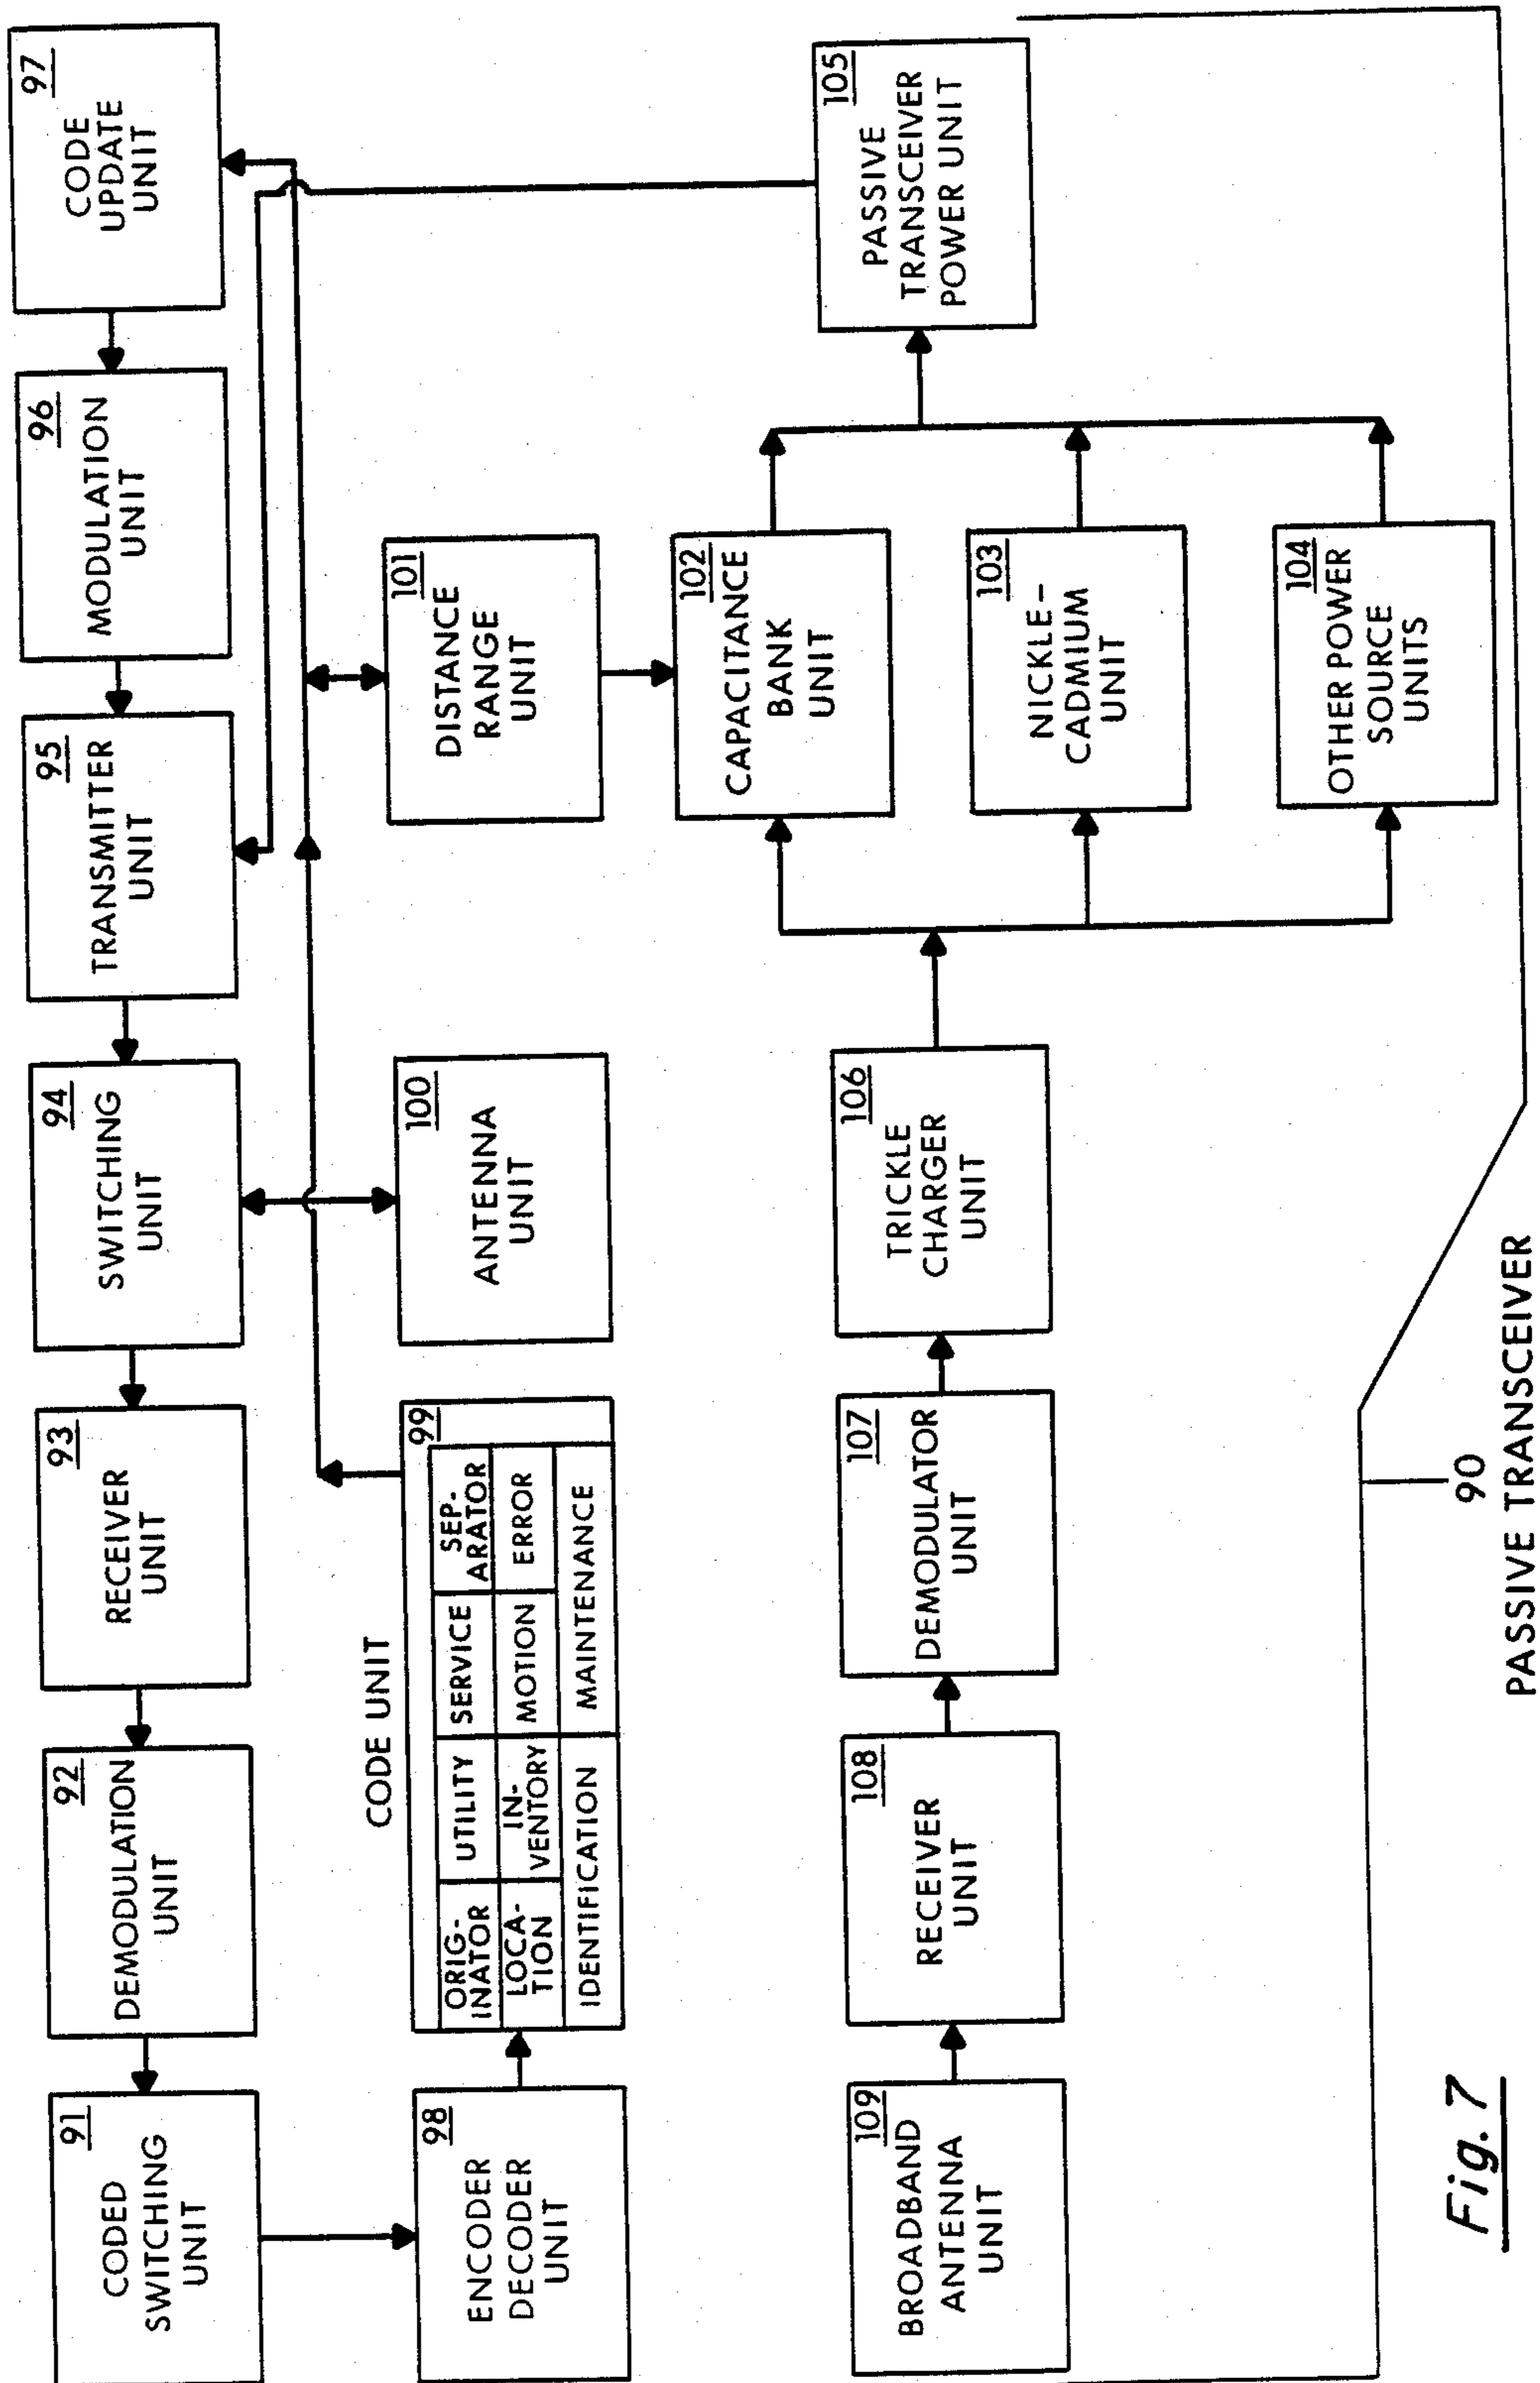 91
CODED
SWITCHING
UNIT
92
DEMODULATION
UNIT
93
RECEIVER
UNIT
94
SWITCHING
UNIT
95
TRANSMITTER
UNIT
96
MODULATION
UNIT
97
CODE
UPDATE
UNIT
98
ENCODER
DECODER
UNIT
CODE UNIT
99
ORIG-
INATOR
UTILITY
SERVICE
SEP-
ARATOR
LOCA-
TION
IN-
VENTORY
MOTION
ERROR
IDENTIFICATION
MAINTENANCE
100
ANTENNA
UNIT
101
DISTANCE
RANGE
UNIT
102
CAPACITANCE
BANK
UNIT
103
NICKLE-
CADMIUM
UNIT
104
OTHER POWER
SOURCE
UNITS
105
PASSIVE
TRANSCEIVER
POWER UNIT
109
BROADBAND
ANTENNA
UNIT
108
RECEIVER
UNIT
107
DEMODULATOR
UNIT
106
TRICKLE
CHARGER
UNIT
90
PASSIVE TRANSCEIVER
Fig. 7